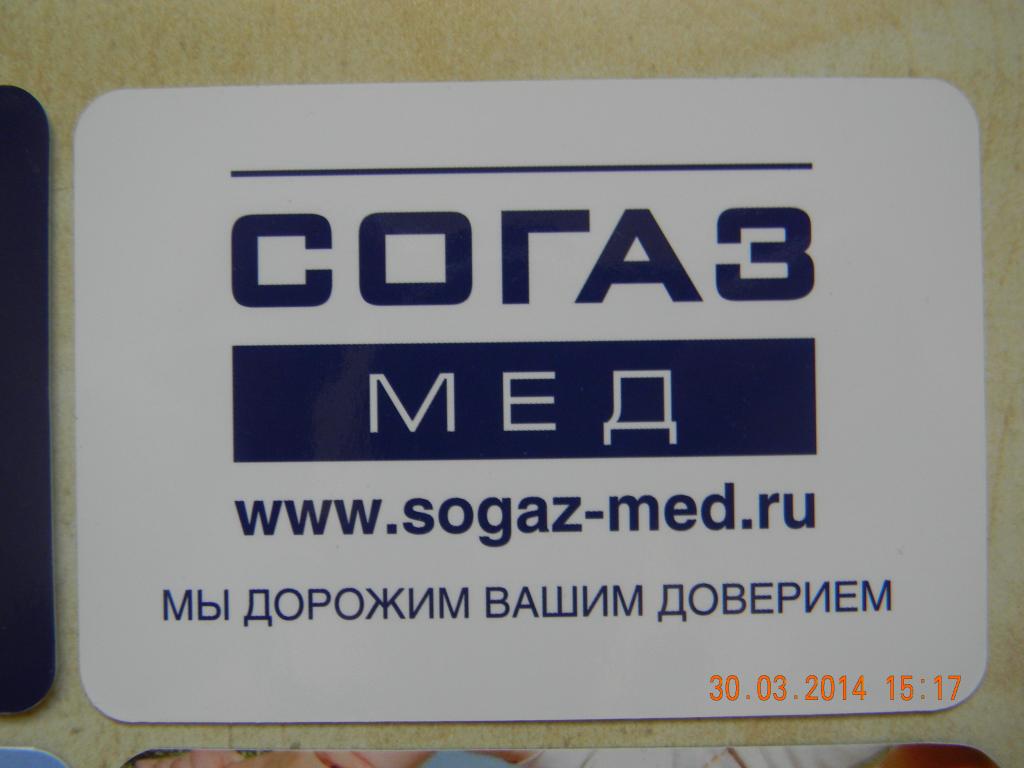 СОГАЗ
МЕД
www.sogaz-med.ru
МЫ ДОРОЖИМ ВАШИМ ДОВЕРИЕМ
30.03.2014 15:17